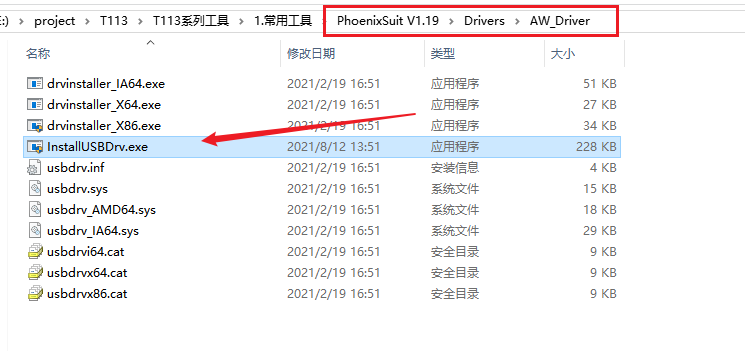 :) > project > T113 > T113系列工具 > 1.常用工具 > PhoenixSuit V1.19 > Drivers > AW_Driver
名称 修改日期 类型 大小
drvinstaller_IA64.exe 2021/2/19 16:51 应用程序 51 KB
drvinstaller_X64.exe 2021/2/19 16:51 应用程序 27 KB
drvinstaller_X86.exe 2021/2/19 16:51 应用程序 34 KB
InstallUSBDrv.exe 2021/8/12 13:51 应用程序 228 KB
usbdrv.inf 2021/2/19 16:51 安装信息 4 KB
usbdrv.sys 2021/2/19 16:51 系统文件 15 KB
usbdrv_AMD64.sys 2021/2/19 16:51 系统文件 18 KB
usbdrv_IA64.sys 2021/2/19 16:51 系统文件 29 KB
usbdrvi64.cat 2021/2/19 16:51 安全目录 9 KB
usbdrvx64.cat 2021/2/19 16:51 安全目录 9 KB
usbdrvx86.cat 2021/2/19 16:51 安全目录 9 KB